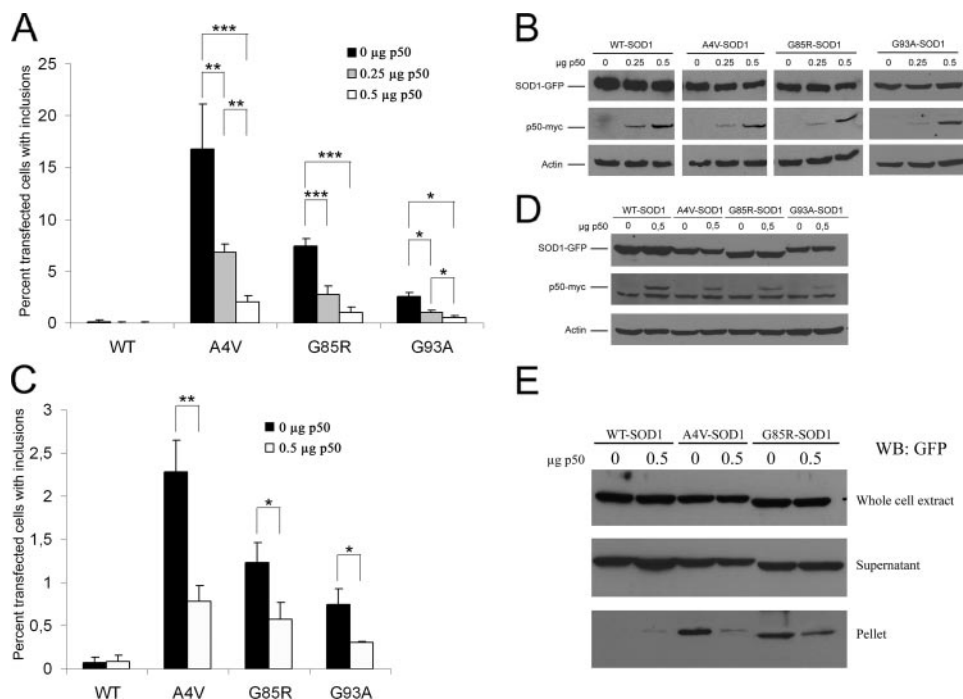 A
Percent transfected cells with inclusions
25
20
15
10
5
0
***
**
**
***
***
*
*
*
0 µg p50
0.25 µg p50
0.5 µg p50
WT A4V G85R G93A
B
WT-SOD1 A4V-SOD1 G85R-SOD1 G93A-SOD1
µg p50 0 0.25 0.5 0 0.25 0.5 0 0.25 0.5 0 0.25 0.5
SOD1-GFP
p50-myc
Actin
D
WT-SOD1 A4V-SOD1 G85R-SOD1 G93A-SOD1
µg p50 0 0,5 0 0,5 0 0,5 0 0,5
SOD1-GFP
p50-myc
Actin
C
Percent transfected cells with inclusions
3
2,5
2
1,5
1
0,5
0
**
*
*
0 µg p50
0.5 µg p50
WT A4V G85R G93A
E
WT-SOD1 A4V-SOD1 G85R-SOD1 WB: GFP
µg p50 0 0.5 0 0.5 0 0.5
Whole cell extract
Supernatant
Pellet